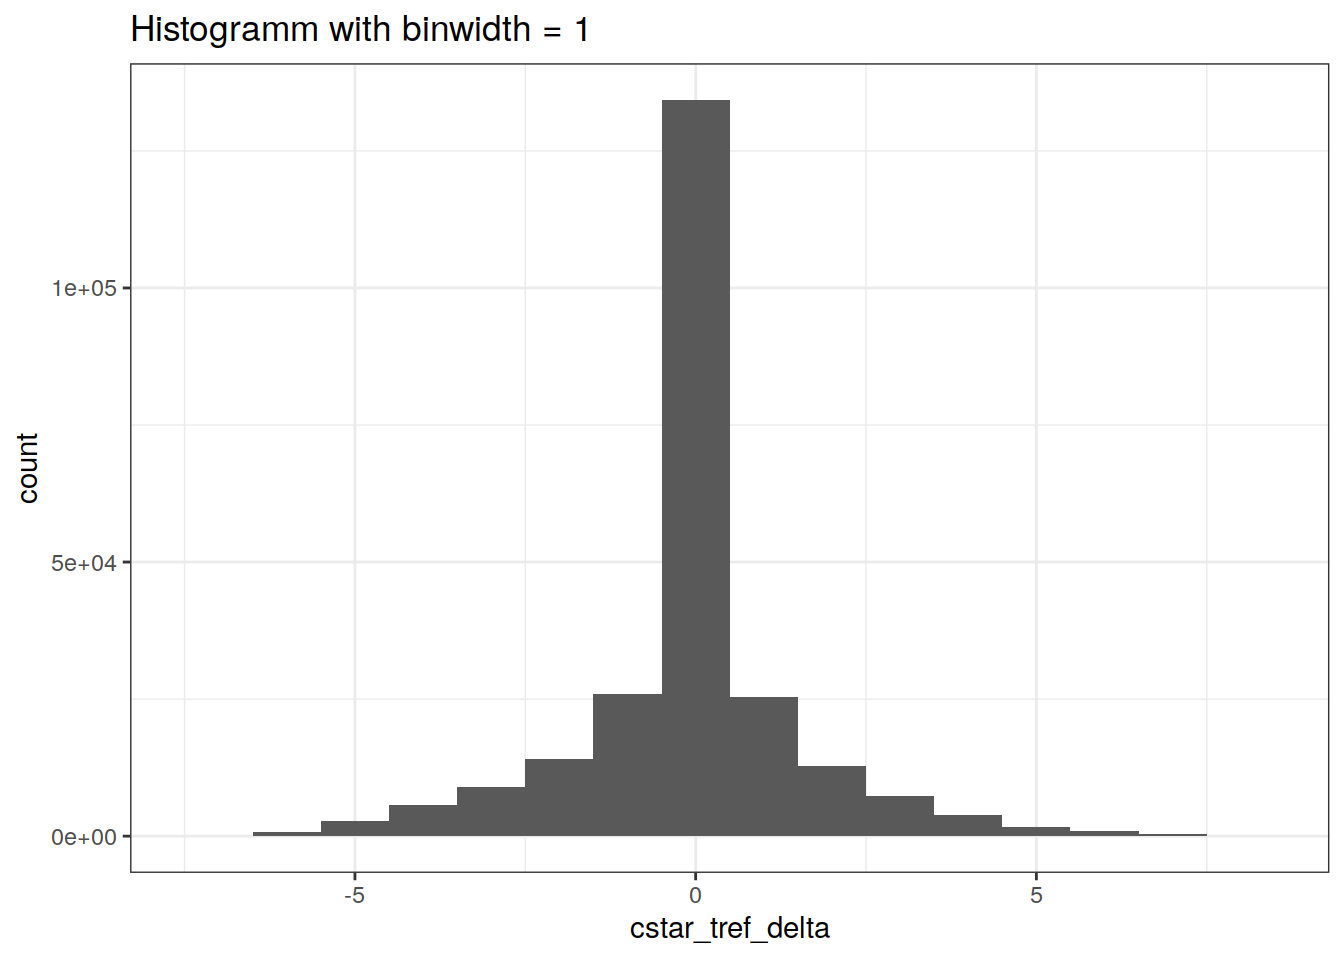 Histogramm with binwidth = 1
1e+05
5e+04
0e+00
count
-5
0
5
cstar_tref_delta